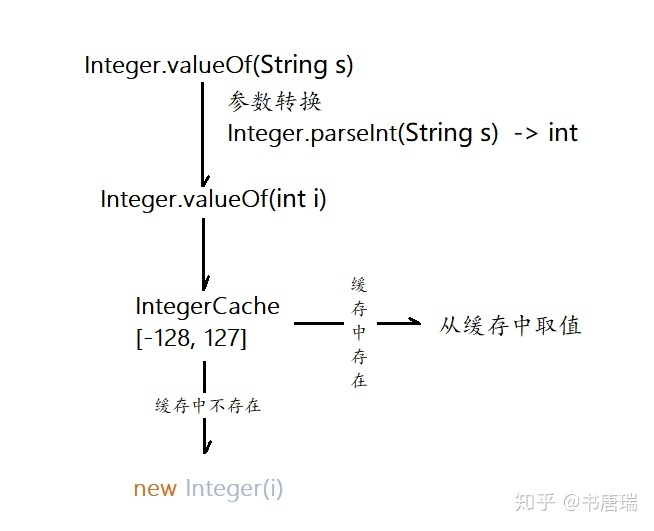 Integer.valueOf(String s)
参数转换
Integer.parseInt(String s) -> int
Integer.valueOf(int i)
IntegerCache
[-128, 127]
缓存中存在
从缓存中取值
缓存中不存在
new Integer(i)
知乎 @书唐瑞